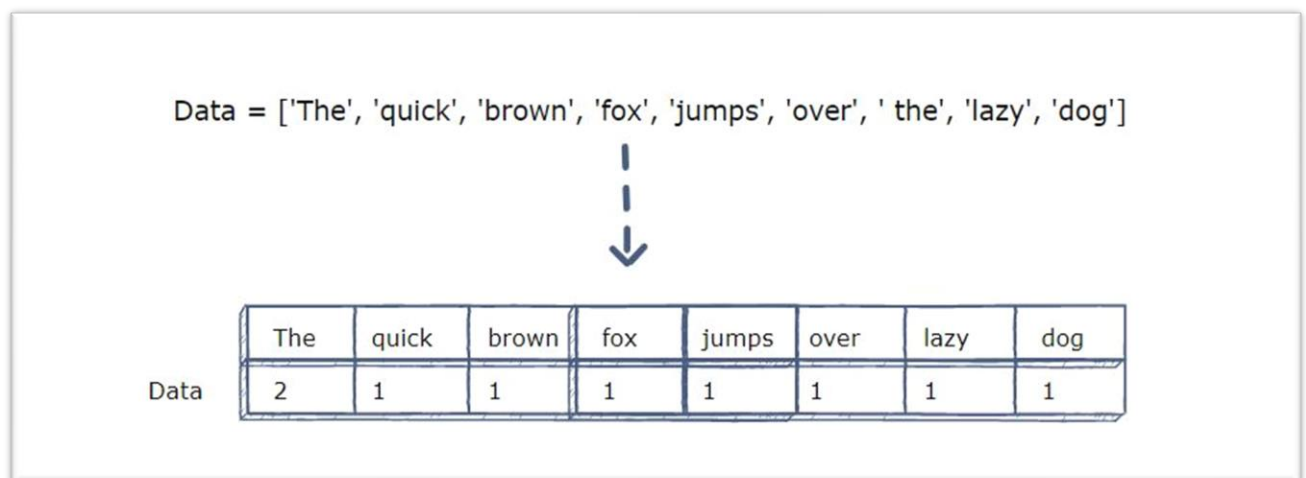 Data = ['The', 'quick', 'brown', 'fox', 'jumps', 'over', ' the', 'lazy', 'dog']
The quick brown fox jumps over lazy dog
Data 2 1 1 1 1 1 1 1